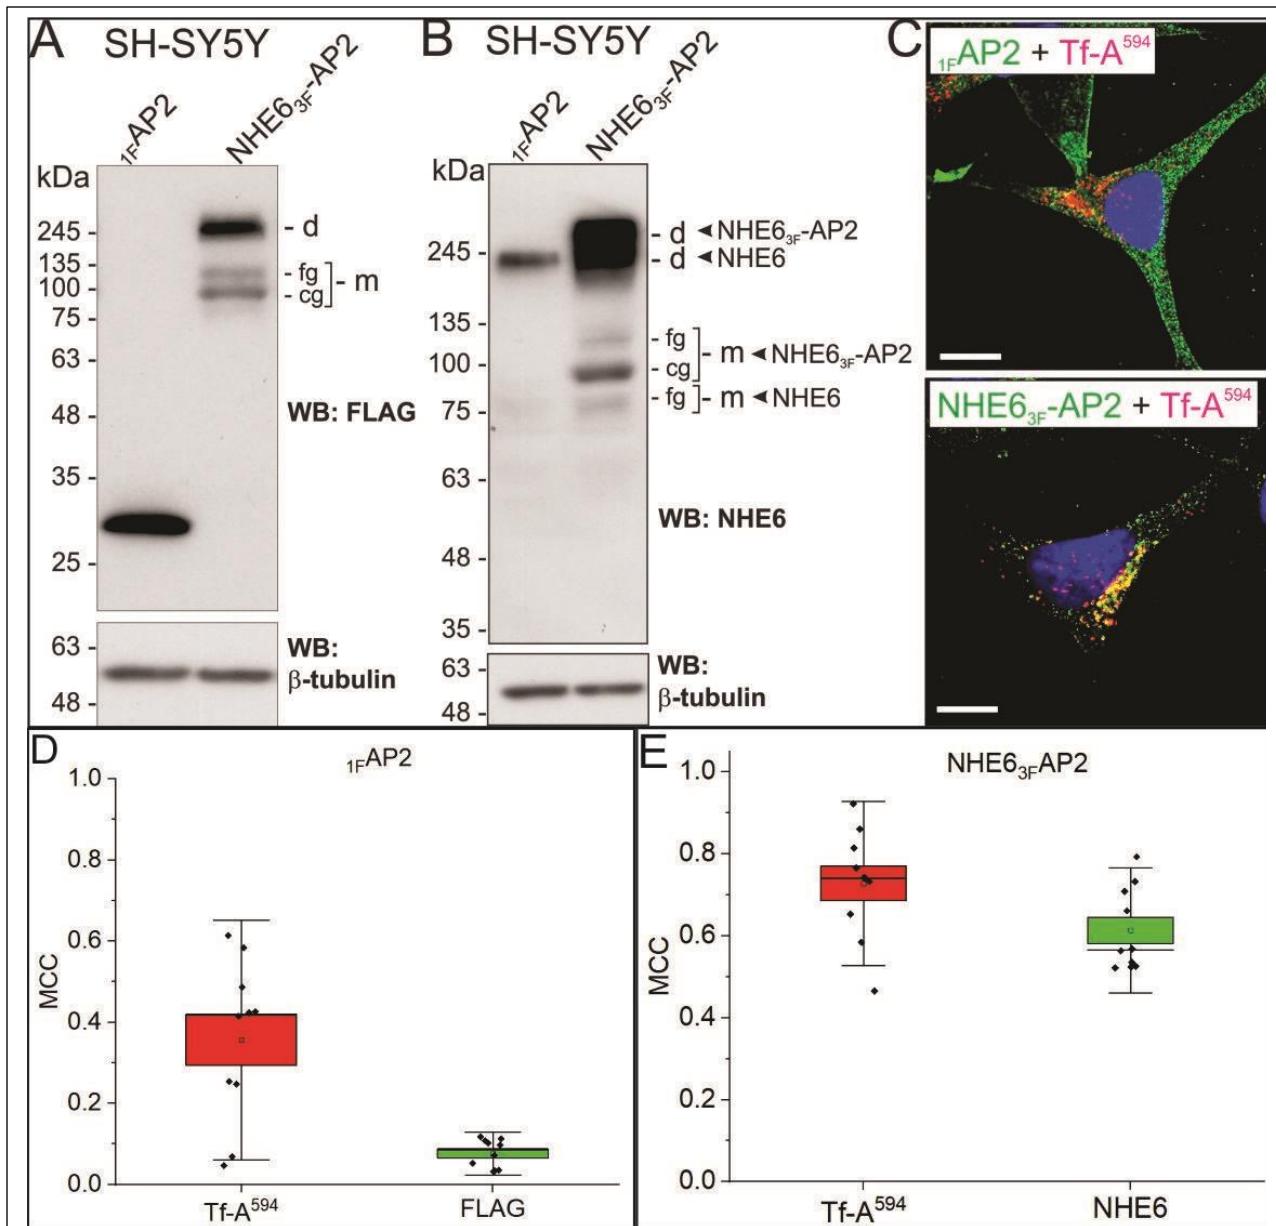 A SH-SY5Y
1FAP2
NHE63F-AP2
kDa
245 -
135 -
100 -
75 -
63 -
48 -
35 -
25 -
- d
- fg
- cg
] - m
WB: FLAG
63 -
48 -
WB:
β-tubulin
B SH-SY5Y
1FAP2
NHE63F-AP2
kDa
245 -
135 -
100 -
75 -
63 -
48 -
35 -
- d ◄ NHE63F-AP2
- d ◄ NHE6
- fg
- cg
] - m ◄ NHE63F-AP2
- fg ] - m ◄ NHE6
WB: NHE6
63 -
48 -
WB:
β-tubulin
C
1FAP2 + Tf-A594
NHE63F-AP2 + Tf-A594
D
1FAP2
MCC
1.0
0.8
0.6
0.4
0.2
0.0
Tf-A594
FLAG
E
NHE63FAP2
MCC
1.0
0.8
0.6
0.4
0.2
0.0
Tf-A594
NHE6